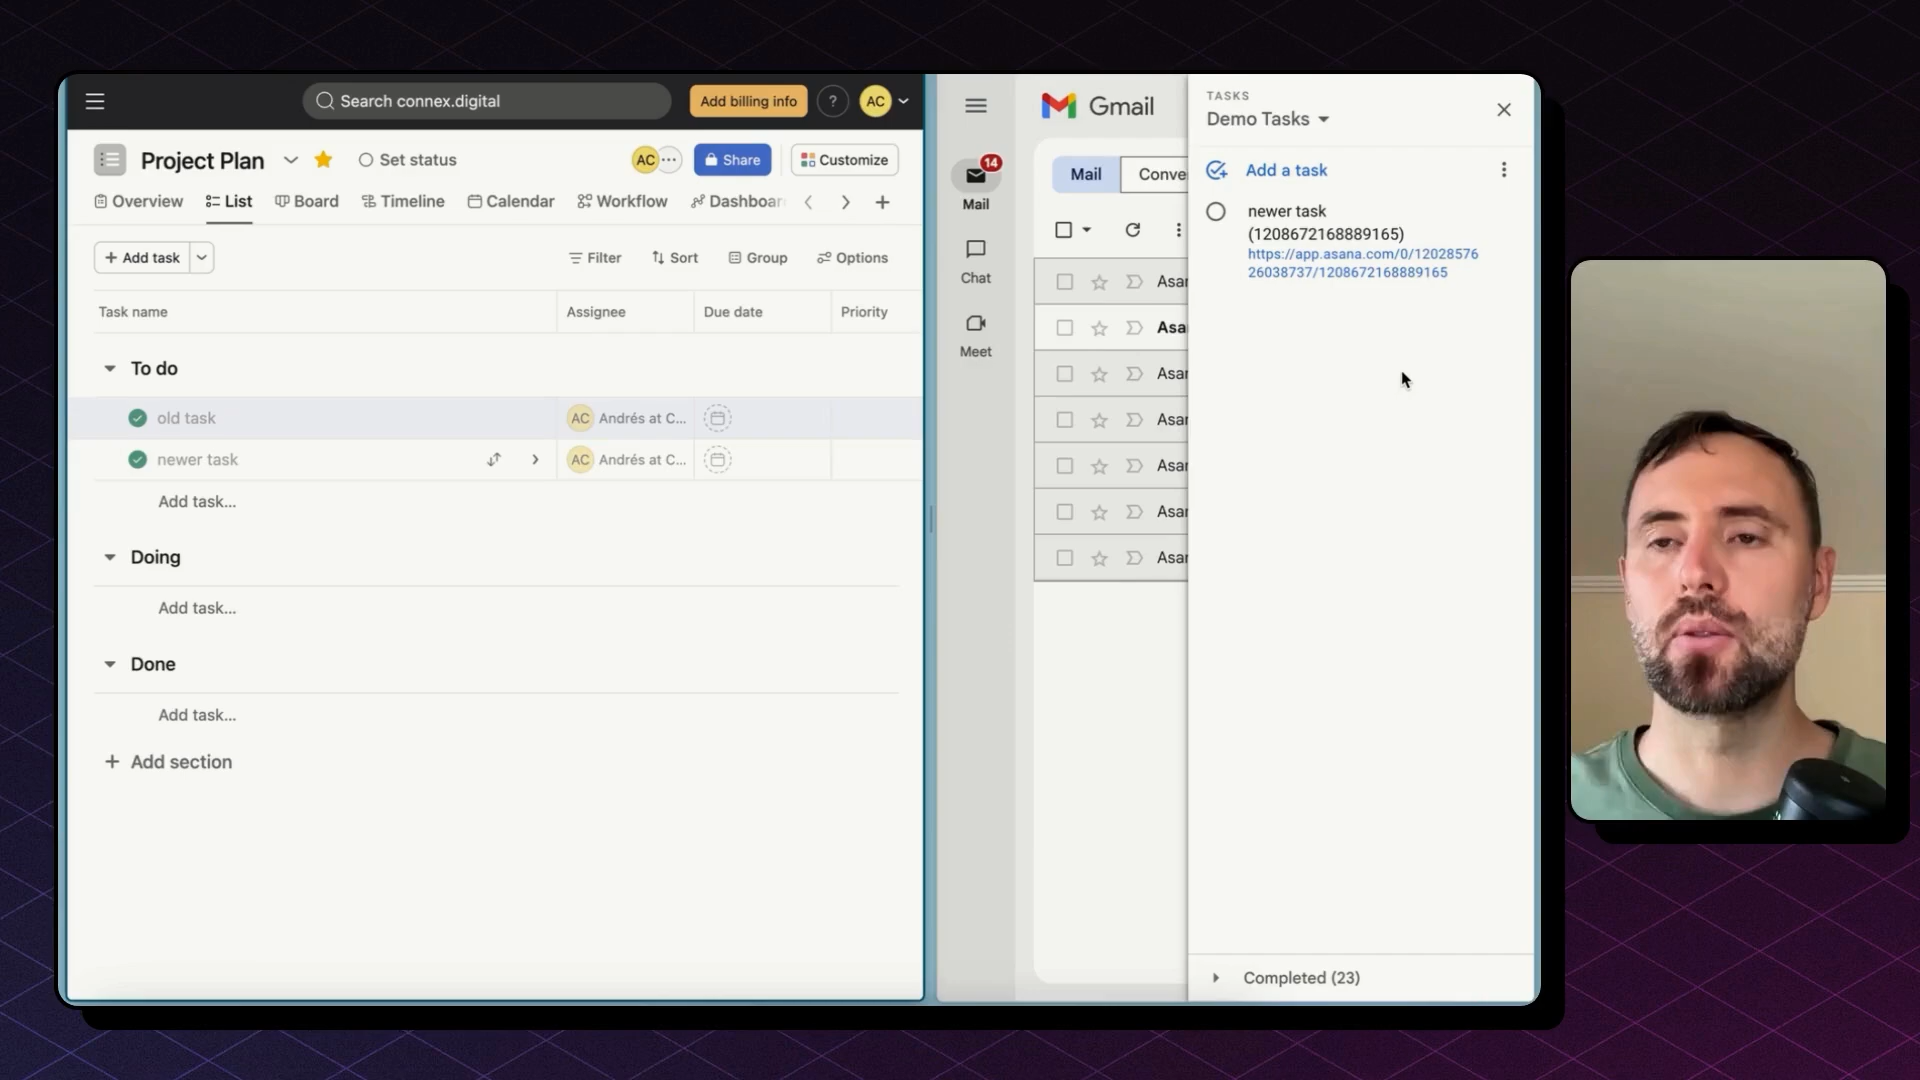 Search connex.digital
Add billing info
?
AC
Project Plan
Set status
AC
Share
Customize
Overview
List
Board
Timeline
Calendar
Workflow
Dashboar
+ Add task
Filter
Sort
Group
Options
Task name
Assignee
Due date
Priority
To do
old task
AC
Andrés at C...
newer task
AC
Andrés at C...
Add task...
Doing
Add task...
Done
Add task...
+ Add section
14
Mail
Chat
Meet
Gmail
Mail
Conve
Asar
Asa
Asar
Asar
Asar
Asar
Asar
TASKS
Demo Tasks
Add a task
newer task
(1208672168889165)
https://app.asana.com/0/12028576
26038737/1208672168889165
Completed (23)